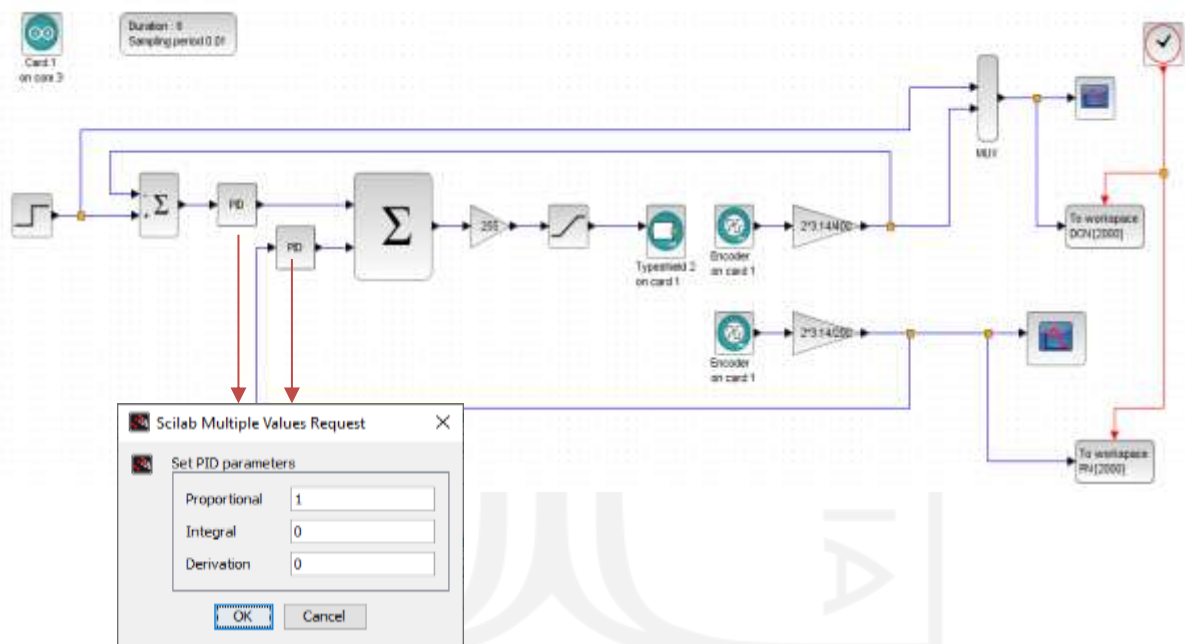 Duration : 6
Sampling period 0.01
Card 1
on com 3
MUX
Σ
PID
Σ
255
2*3.14/400
To workspace
DCN [2000]
PID
Typeshield 2
on card 1
Encoder
on card 1
2*3.14/200
Encoder
on card 1
To workspace
PN [2000]
Scilab Multiple Values Request
Set PID parameters
Proportional 1
Integral 0
Derivation 0
OK Cancel